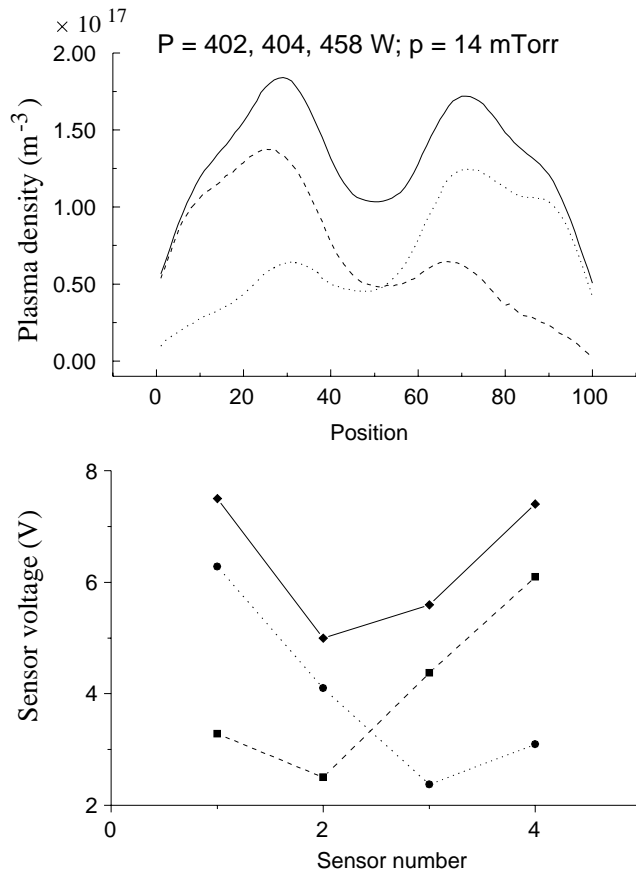 × 10 17
P = 402, 404, 458 W; p = 14 mTorr
2.00
1.50
1.00
0.50
0.00
Plasma density (m-3)
0 20 40 60 80 100
Position
8
6
4
2
Sensor voltage (V)
0 2 4
Sensor number